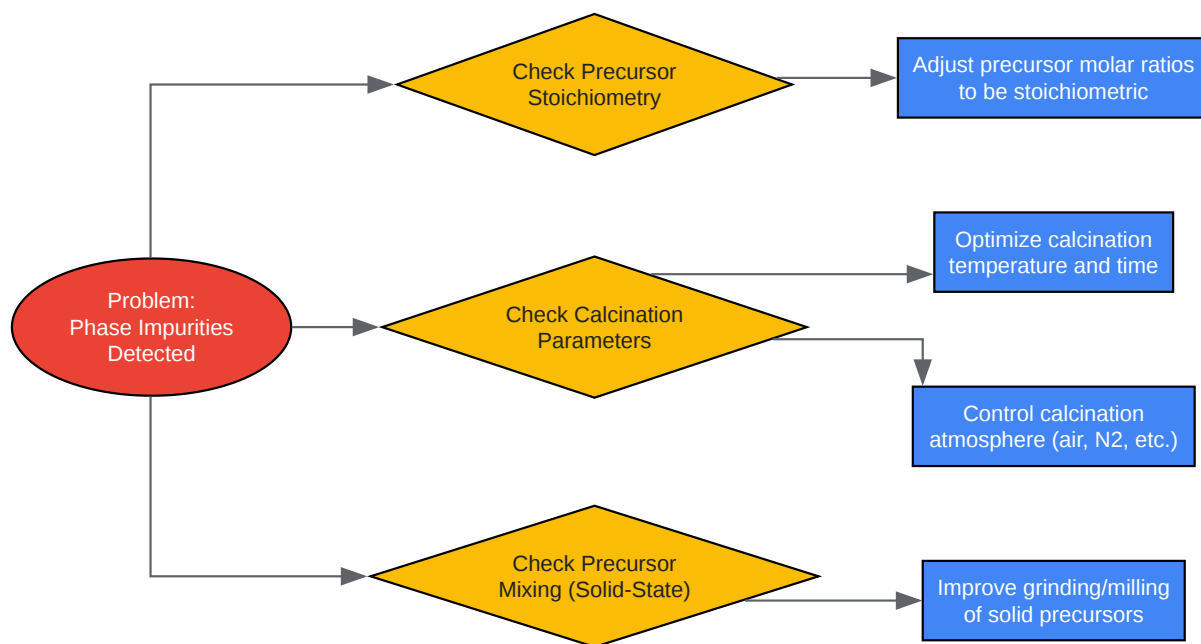 Check Precursor
Stoichiometry
Adjust precursor molar ratios
to be stoichiometric
Problem:
Phase Impurities
Detected
Check Calcination
Parameters
Optimize calcination
temperature and time
Control calcination
atmosphere (air, N2, etc.)
Check Precursor
Mixing (Solid-State)
Improve grinding/milling
of solid precursors